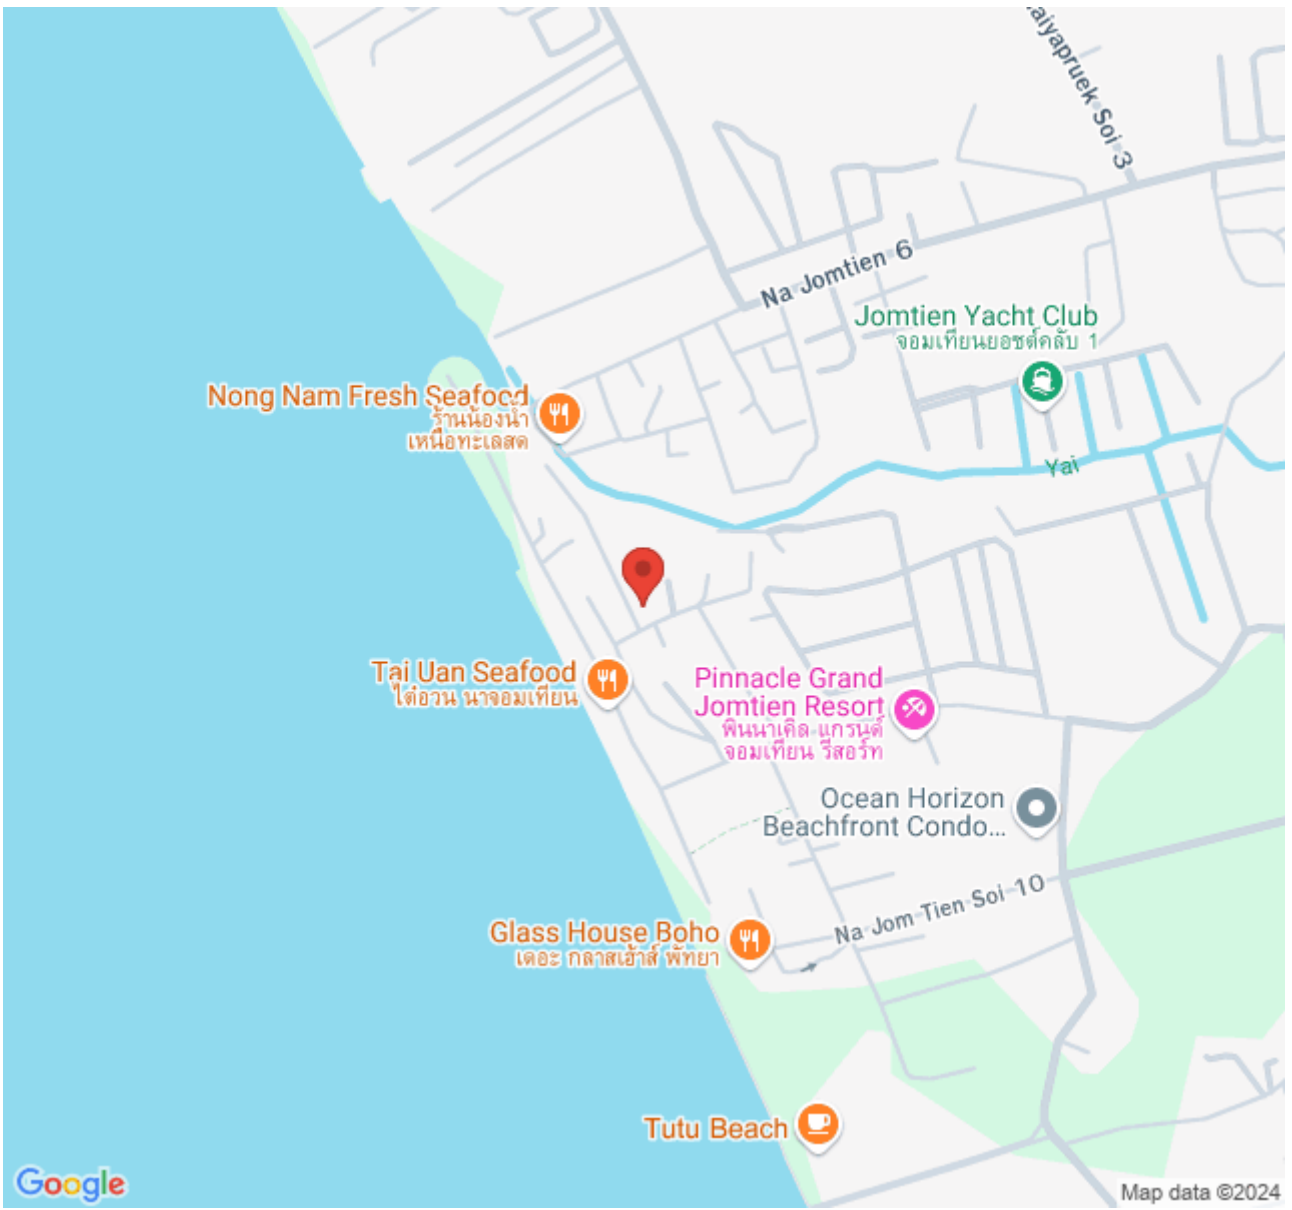 aiyapruek Soi 3
Na Jomtien 6
Jomtien Yacht Club
จอมเทียนยอชต์คลับ 1
Nong Nam Fresh Seafood
ร้านน้องน้ำ
เหนือทะเลสด
Yai
Tai Uan Seafood
ไต๋อ้วน นาจอมเทียน
Pinnacle Grand
Jomtien Resort
พินนาเคิล แกรนด์
จอมเทียน รีสอร์ท
Ocean Horizon
Beachfront Condo...
Na Jom Tien Soi 10
Glass House Boho
เดอะ กลาสเฮ้าส์ พัทยา
Tutu Beach
Google
Map data ©2024